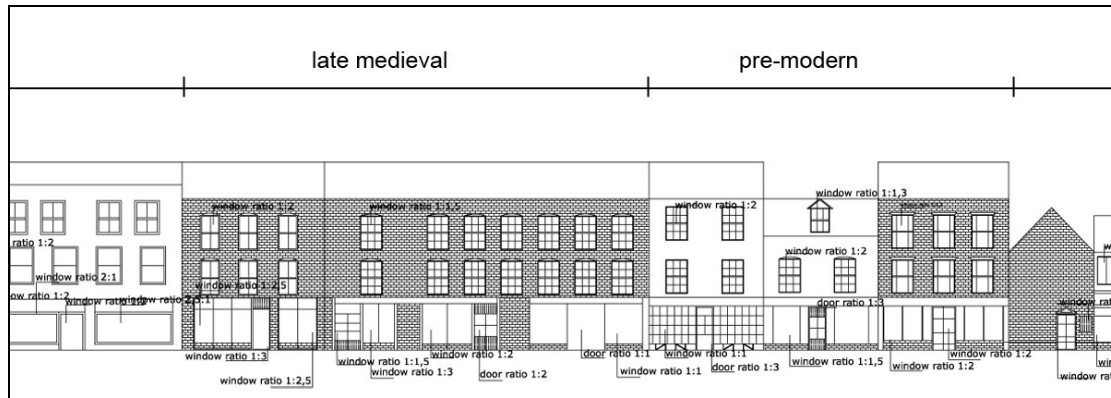 late medieval
pre-modern
window ratio 1:1,3
window ratio 1:2
window ratio 1:1,5
window ratio 1:2
ratio 1:2
window ratio 1:2
window ratio 2:1
window ratio 1:2,5
window ratio 1:2
window 2,5:1
door ratio 1:3
window ratio 1:3
window ratio 1:1,5
window ratio 1:2
door ratio 1:1
window ratio 1:1
window ratio 1:1,5
window ratio 1:2
window ratio 1:3
door ratio 1:2
window ratio 1:1
door ratio 1:3
window ratio 1:2
window ratio 1:2,5
window rat